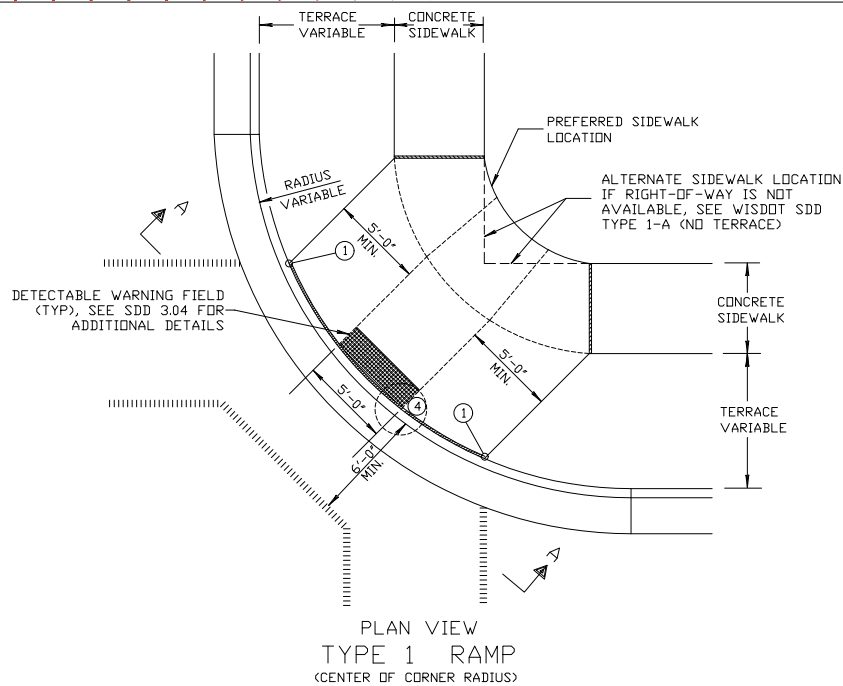 TERRACE
VARIABLE
CONCRETE
SIDEWALK
PREFERRED SIDEWALK
LOCATION
ALTERNATE SIDEWALK LOCATION
IF RIGHT-OF-WAY IS NOT
AVAILABLE, SEE WISDOT SDD
TYPE 1-A (NO TERRACE)
RADIUS
VARIABLE
A
5'-0"
MIN.
1
DETECTABLE WARNING FIELD
(TYP), SEE SDD 3.04 FOR
ADDITIONAL DETAILS
CONCRETE
SIDEWALK
5'-0"
MIN.
5'-0"
4
1
6'-0"
MIN.
TERRACE
VARIABLE
A
PLAN VIEW
TYPE 1 RAMP
(CENTER OF CORNER RADIUS)